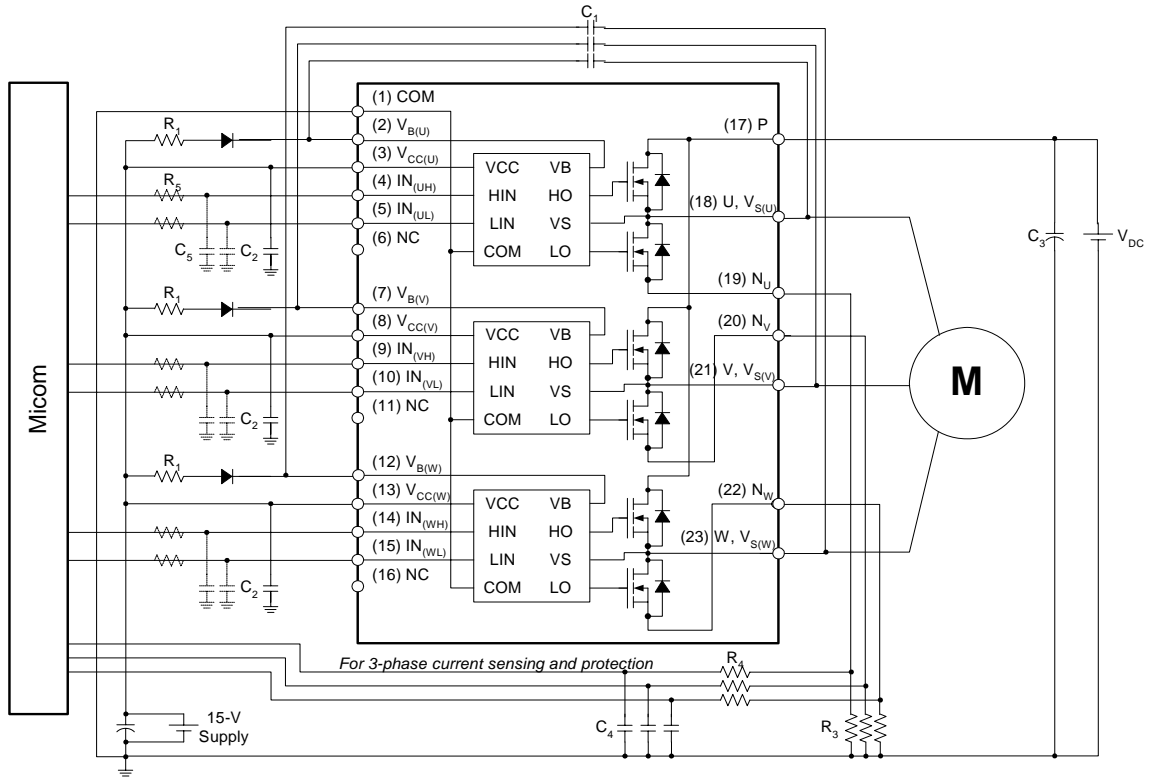 C1
Micom
R1
(1) COM
(2) VB(U)
(3) VCC(U)
R5
(4) IN(UH)
(5) IN(UL)
(6) NC
C5
C2
VCC VB
HIN HO
LIN VS
COM LO
(17) P
(18) U, VS(U)
(19) NU
R1
(7) VB(V)
(8) VCC(V)
(9) IN(VH)
(10) IN(VL)
(11) NC
C2
VCC VB
HIN HO
LIN VS
COM LO
(20) NV
(21) V, VS(V)
C3
VDC
M
R1
(12) VB(W)
(13) VCC(W)
(14) IN(WH)
(15) IN(WL)
(16) NC
C2
VCC VB
HIN HO
LIN VS
COM LO
(22) NW
(23) W, VS(W)
For 3-phase current sensing and protection
R4
15-V
Supply
C4
R3